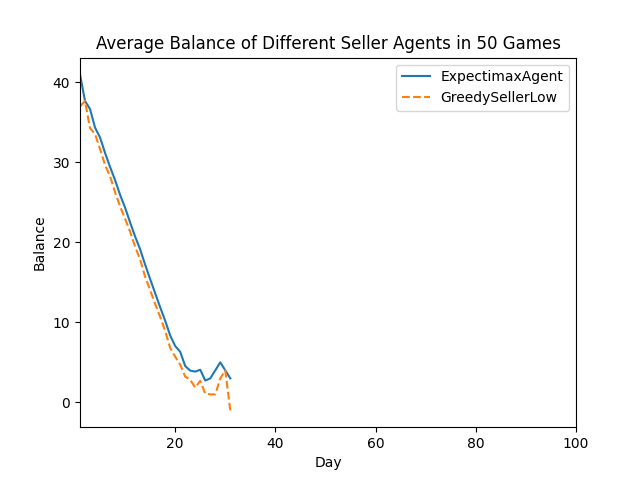 Average Balance of Different Seller Agents in 50 Games
ExpectimaxAgent
GreedySellerLow
40
30
20
10
0
Balance
20 40 60 80 100
Day